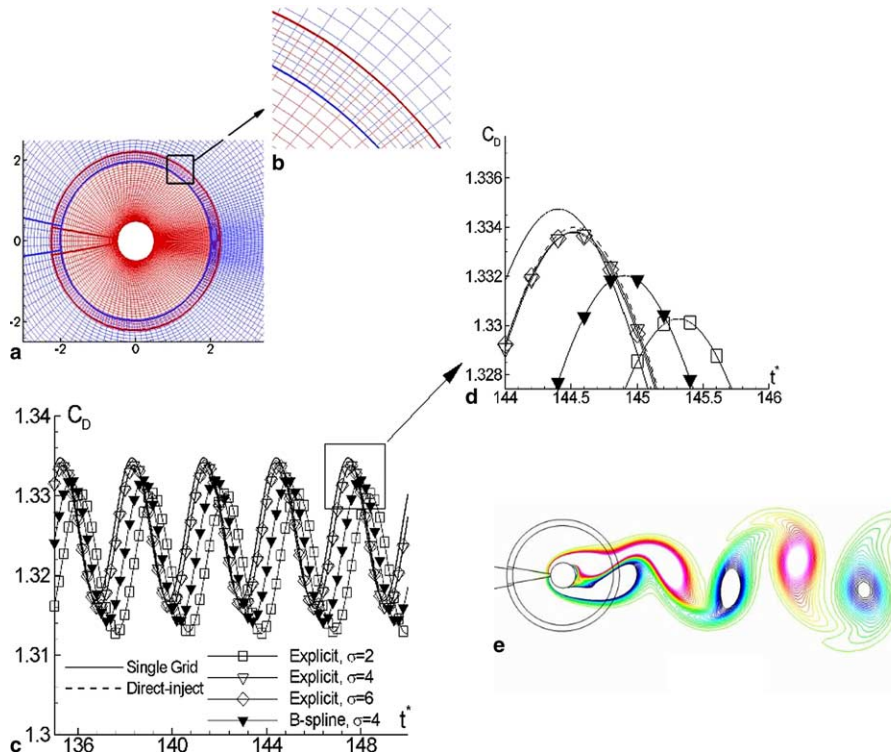 b
2
0
-2
-2
0
2
a
C_D
1.336
1.334
1.332
1.33
1.328
144
144.5
145
145.5
146
t*
d
C_D
1.34
1.33
1.32
1.31
1.3
136
140
144
148
t*
Single Grid
Direct-inject
Explicit, σ=2
Explicit, σ=4
Explicit, σ=6
B-spline, σ=4
c
e